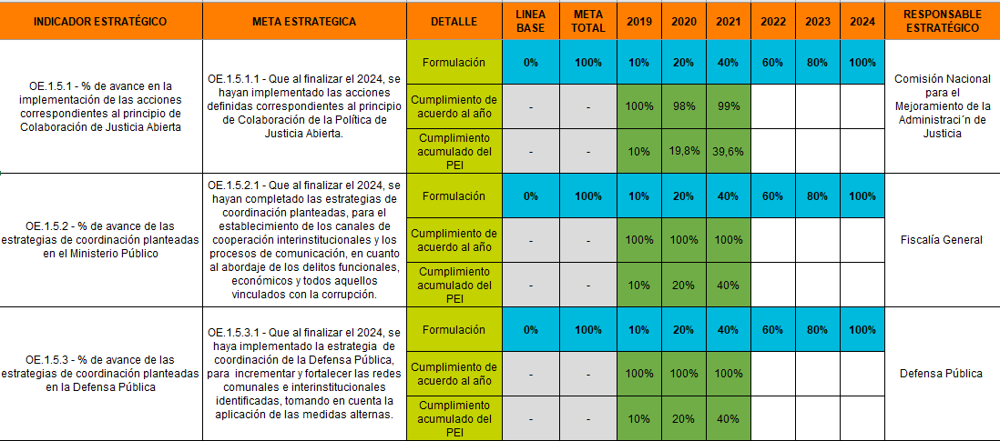 INDICADOR ESTRATÉGICO META ESTRATEGICA DETALLE LINEA BASE META TOTAL 2019 2020 2021 2022 2023 2024 RESPONSABLE ESTRATÉGICO
OE.1.5.1 - % de avance en la
implementación de las acciones
correspondientes al principio de
Colaboración de Justicia Abierta
OE.1.5.1.1 - Que al finalizar el 2024, se
hayan implementado las acciones
definidas correspondientes al principio
de Colaboración de la Política de
Justicia Abierta.
Formulación 0% 100% 10% 20% 40% 60% 80% 100%
Cumplimiento de
acuerdo al año - - 100% 98% 99%
Cumplimiento
acumulado del
PEI - - 10% 19,8% 39,6%
Comisión Nacional
para el
Mejoramiento de la
Administraci´n de
Justicia
OE.1.5.2 - % de avance de las
estrategias de coordinación planteadas
en el Ministerio Público
OE.1.5.2.1 - Que al finalizar el 2024, se
hayan completado las estrategias de
coordinación planteadas, para el
establecimiento de los canales de
cooperación interinstitucionales y los
procesos de comunicación, en cuanto
al abordaje de los delitos funcionales,
económicos y todos aquellos
vinculados con la corrupción.
Formulación 0% 100% 10% 20% 40% 60% 80% 100%
Cumplimiento de
acuerdo al año - - 100% 100% 100%
Cumplimiento
acumulado del
PEI - - 10% 20% 40%
Fiscalía General
OE.1.5.3 - % de avance de las
estrategias de coordinación planteadas
en la Defensa Pública
OE.1.5.3.1 - Que al finalizar el 2024, se
haya implementado la estrategia de
coordinación de la Defensa Pública,
para incrementar y fortalecer las redes
comunales e interinstitucionales
identificadas, tomando en cuenta la
aplicación de las medidas alternas.
Formulación 0% 100% 10% 20% 40% 60% 80% 100%
Cumplimiento de
acuerdo al año - - 100% 100% 100%
Cumplimiento
acumulado del
PEI - - 10% 20% 40%
Defensa Pública